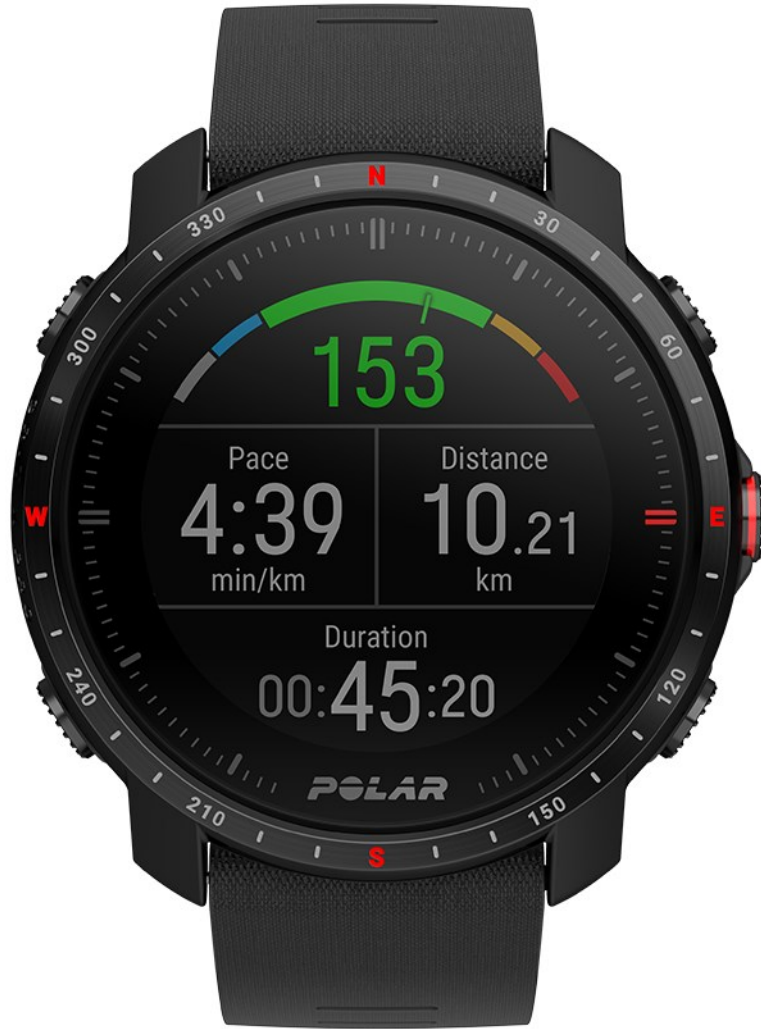 N
330
30
300
60
153
Pace
Distance
4:39
10.21
min/km
km
W
E
Duration
00:45:20
240
120
POLAR
210
150
S